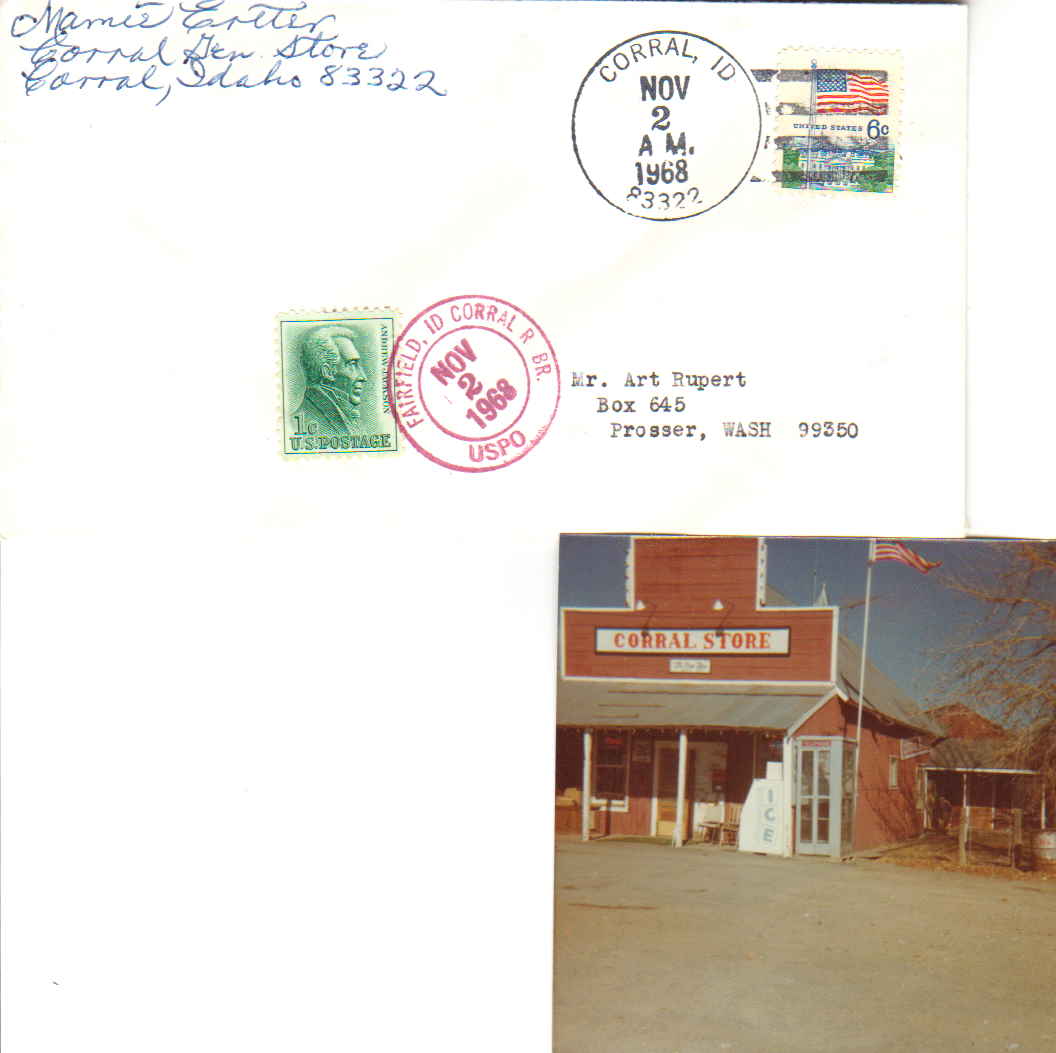 Mamie
Corral Gen. Store
Corral, Idaho 83322
CORRAL, ID
NOV
2
A M.
1968
83322
UNITED STATES 6c
ANDREW JACKSON
1c
U.S. POSTAGE
FAIRFIELD, ID CORRAL R BR.
NOV
2
1968
USPO
Mr. Art Rupert
Box 645
Prosser, WASH 99350
CORRAL STORE
ICE